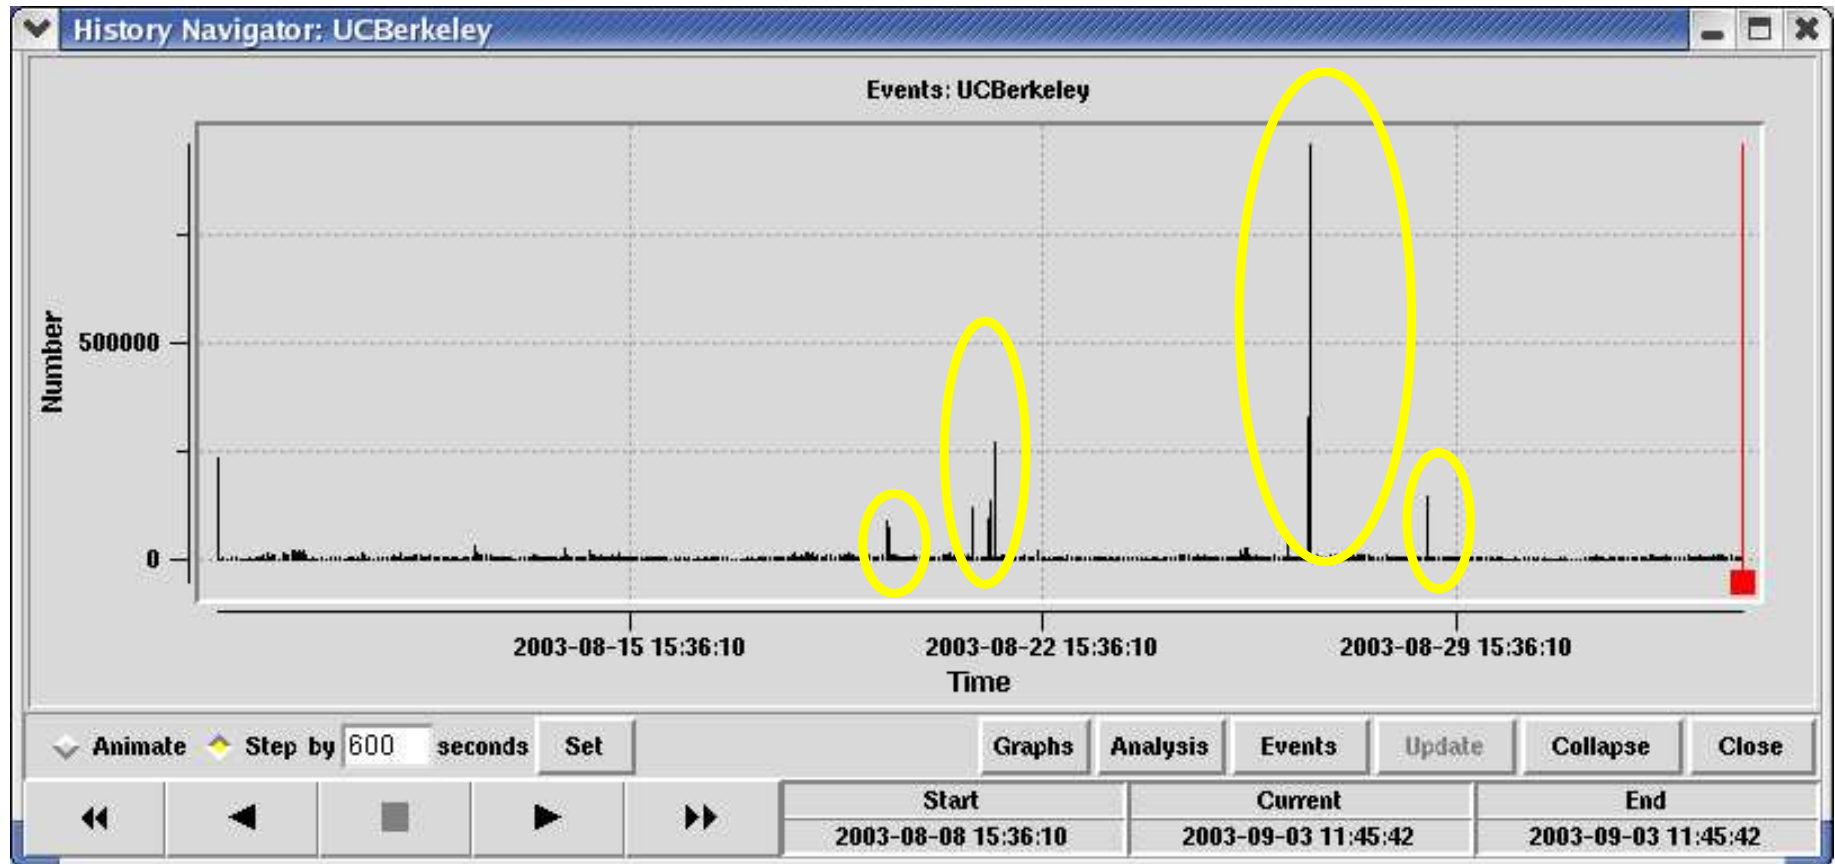 History Navigator: UCBerkeley
Events: UCBerkeley
Number
500000
0
2003-08-15 15:36:10 2003-08-22 15:36:10 2003-08-29 15:36:10
Time
Animate Step by 600 seconds Set Graphs Analysis Events Update Collapse Close
Start Current End
2003-08-08 15:36:10 2003-09-03 11:45:42 2003-09-03 11:45:42